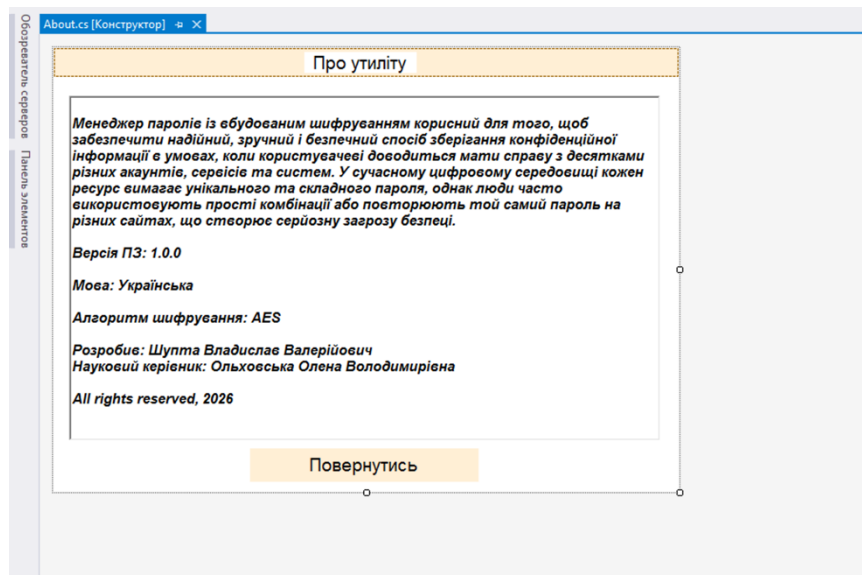 Обозреватель серверов
Панель элементов
About.cs [Конструктор]
Про утиліту
Менеджер паролів із вбудованим шифруванням корисний для того, щоб
забезпечити надійний, зручний і безпечний спосіб зберігання конфіденційної
інформації в умовах, коли користувачеві доводиться мати справу з десятками
різних акаунтів, сервісів та систем. У сучасному цифровому середовищі кожен
ресурс вимагає унікального та складного пароля, однак люди часто
використовують прості комбінації або повторюють той самий пароль на
різних сайтах, що створює серйозну загрозу безпеці.
Версія ПЗ: 1.0.0
Мова: Українська
Алгоритм шифрування: AES
Розробив: Шупта Владислав Валерійович
Науковий керівник: Ольховська Олена Володимирівна
All rights reserved, 2026
Повернутись